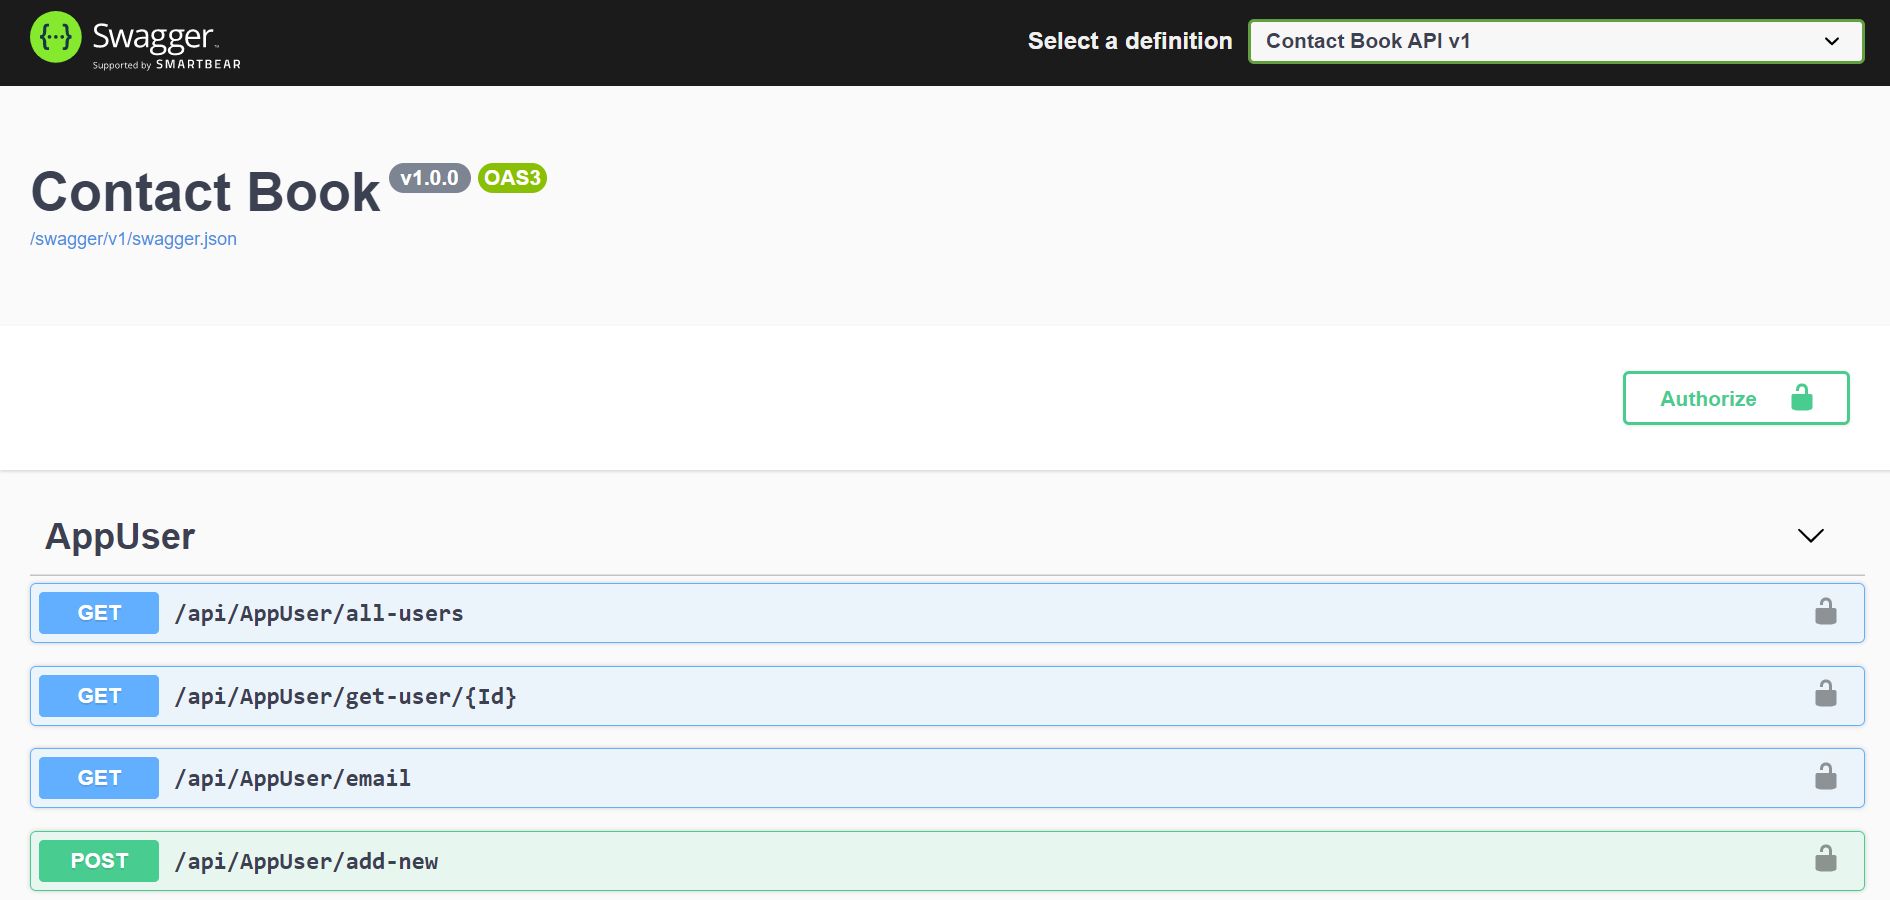 Swagger
Supported by SMARTBEAR
Select a definition
Contact Book API v1
Contact Book v1.0.0 OAS3
/swagger/v1/swagger.json
Authorize
AppUser
GET /api/AppUser/all-users
GET /api/AppUser/get-user/{Id}
GET /api/AppUser/email
POST /api/AppUser/add-new